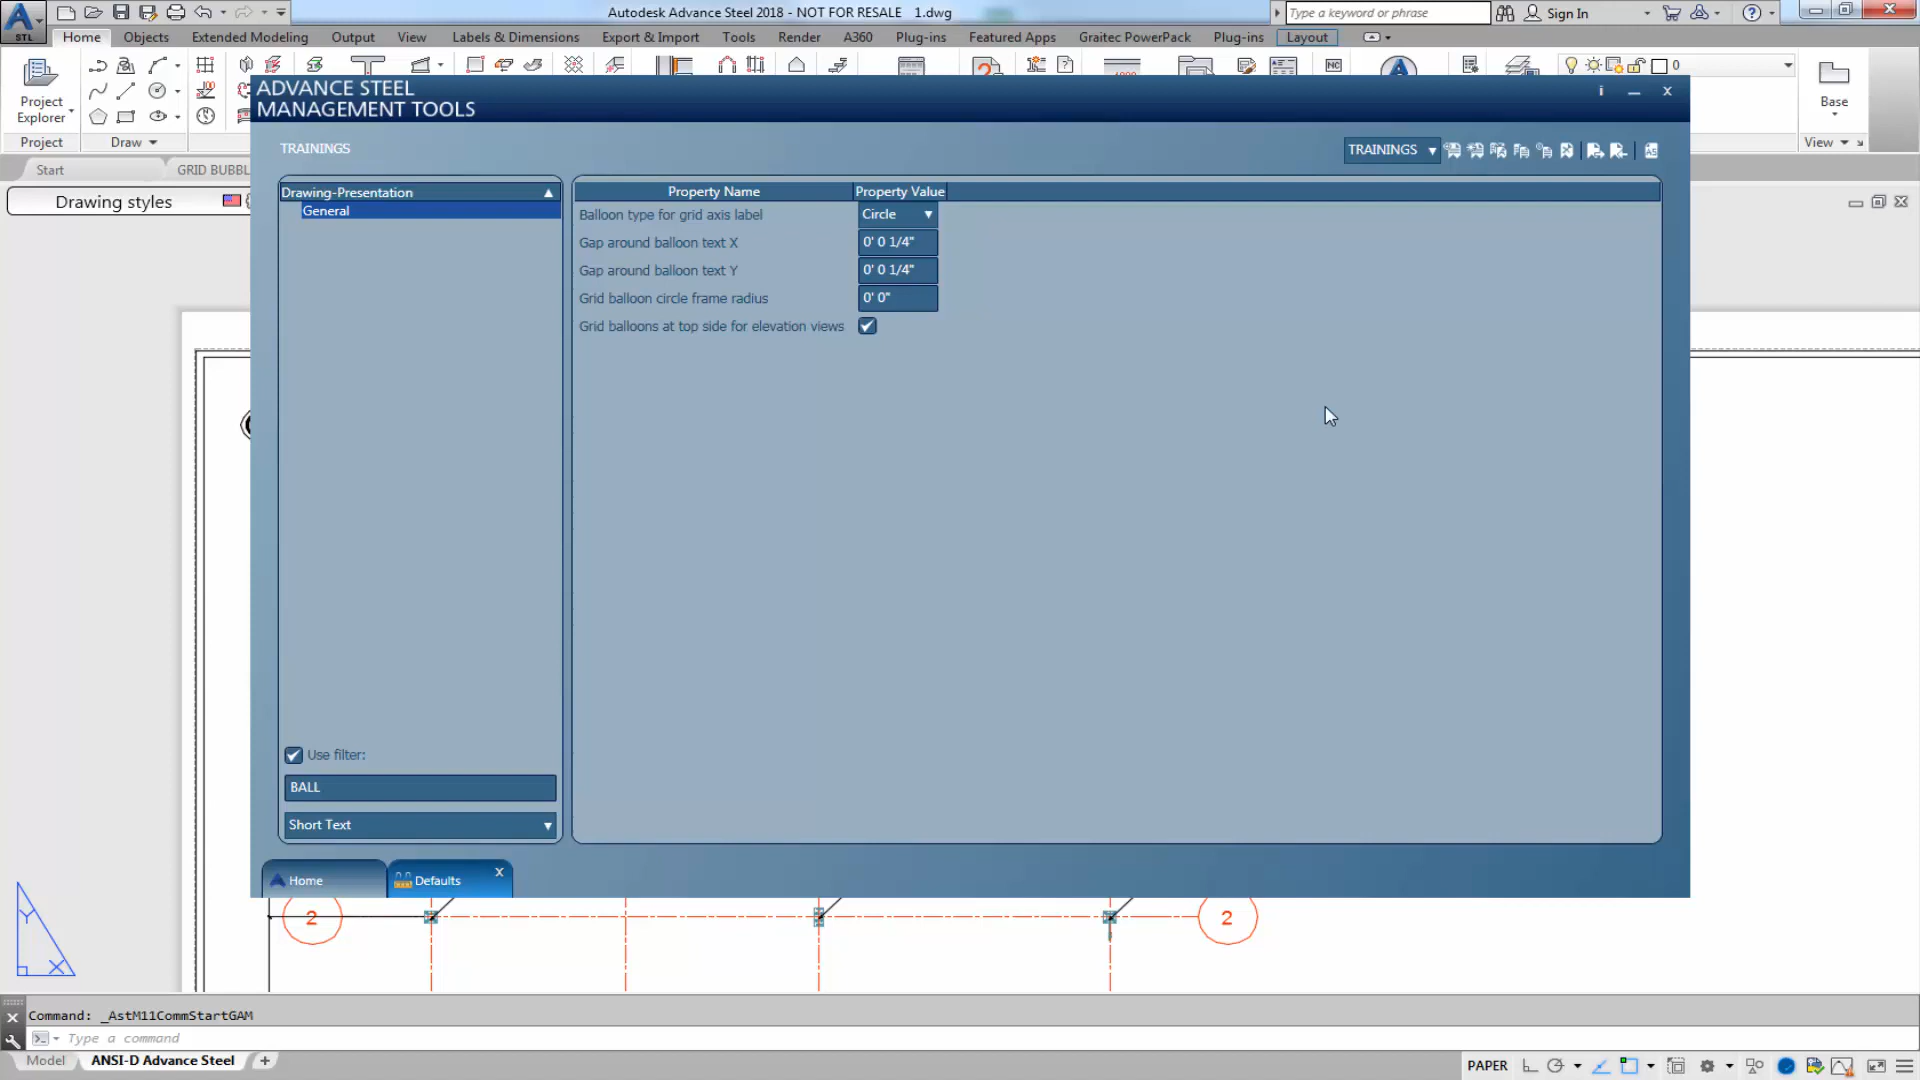 Autodesk Advance Steel 2018 - NOT FOR RESALE 1.dwg
Type a keyword or phrase
Sign In
STL
Home Objects Extended Modeling Output View Labels & Dimensions Export & Import Tools Render A360 Plug-ins Featured Apps Graitec PowerPack Plug-ins Layout
Project
Explorer
Project
Draw
NC
0
Base
View
Start
GRID BUBBL
Drawing styles
ADVANCE STEEL
MANAGEMENT TOOLS
i
x
TRAININGS
TRAININGS
Drawing-Presentation
General
Property Name Property Value
Balloon type for grid axis label Circle
Gap around balloon text X 0' 0 1/4"
Gap around balloon text Y 0' 0 1/4"
Grid balloon circle frame radius 0' 0"
Grid balloons at top side for elevation views
Use filter:
BALL
Short Text
Home
Defaults x
2
2
Y
X
Command: _AstM11CommStartGAM
Type a command
Model ANSI-D Advance Steel +
PAPER